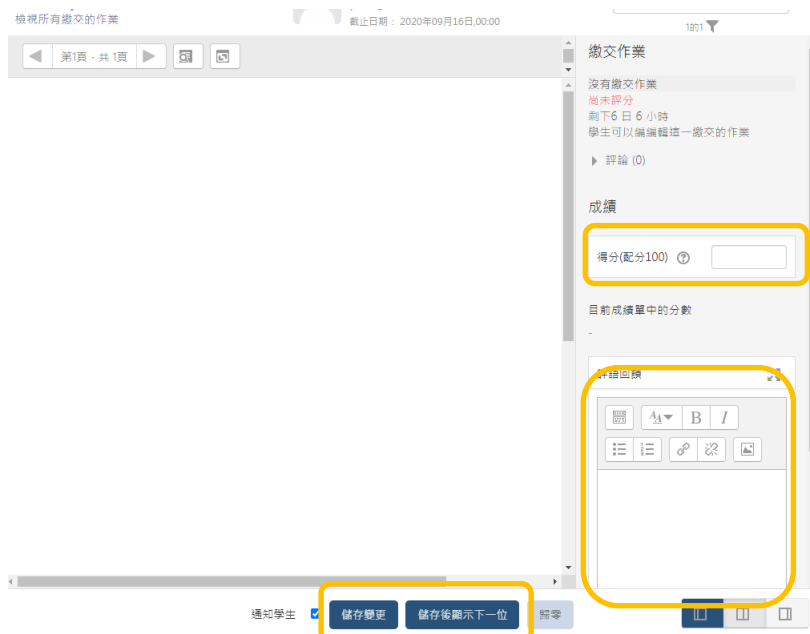 檢視所有繳交的作業
截止日期： 2020年09月16日,00:00
1的1
第1頁，共 1頁
繳交作業
沒有繳交作業
尚未評分
剩下6 日 6 小時
學生可以編編輯這一繳交的作業
評論 (0)
成績
得分(配分100)
目前成績單中的分數
-
評語回饋
B I
通知學生
儲存變更
儲存後顯示下一位
歸零